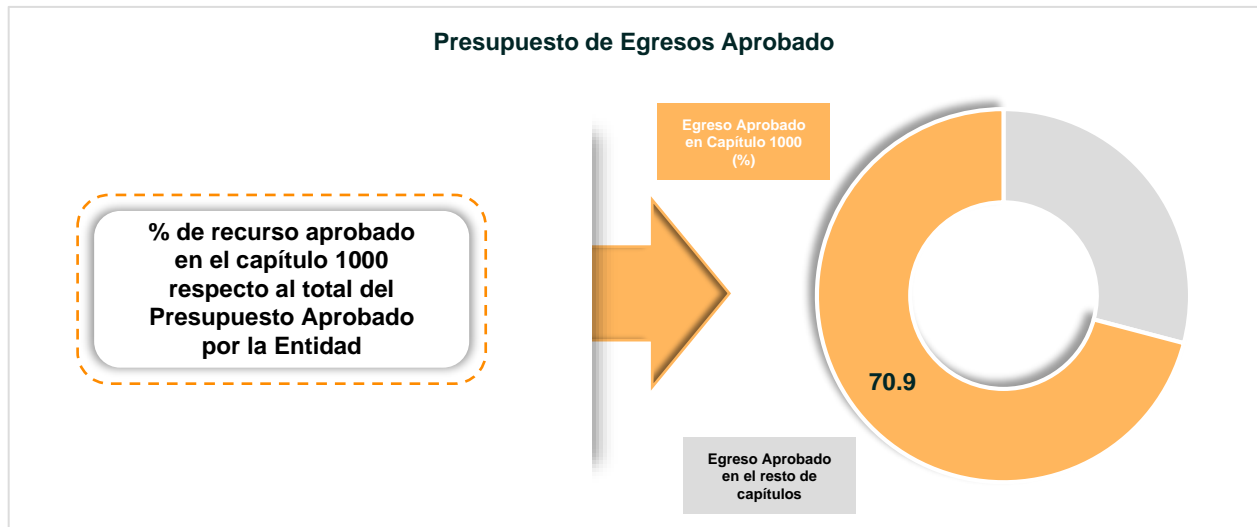 Presupuesto de Egresos Aprobado
% de recurso aprobado
en el capítulo 1000
respecto al total del
Presupuesto Aprobado
por la Entidad
Egreso Aprobado
en Capítulo 1000
(%)
70.9
Egreso Aprobado
en el resto de
capítulos